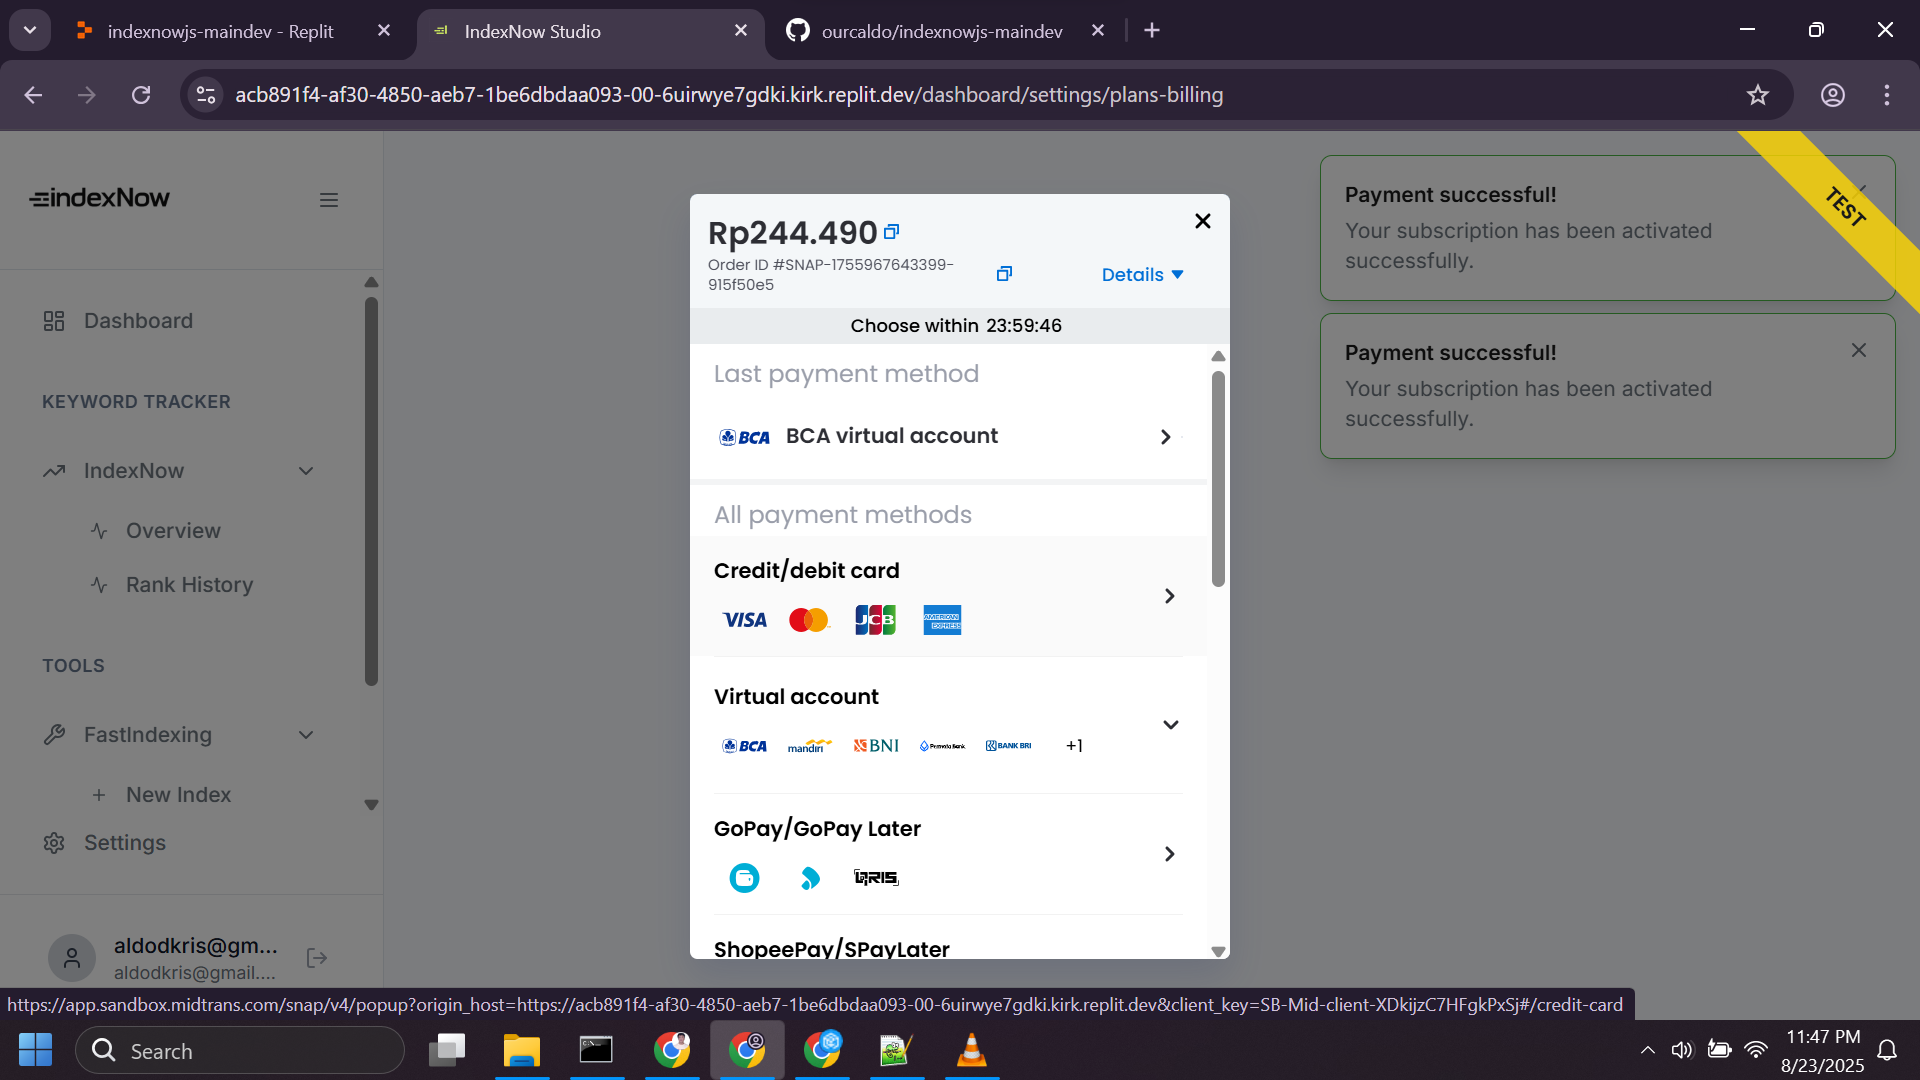 indexnowjs-maindev - Replit
IndexNow Studio
ourcaldo/indexnowjs-maindev
acb891f4-af30-4850-aeb7-1be6dbdaa093-00-6uirwye7gdki.kirk.replit.dev/dashboard/settings/plans-billing
indexNow
Dashboard
KEYWORD TRACKER
IndexNow
Overview
Rank History
TOOLS
FastIndexing
New Index
Settings
aldodkris@gm...
aldodkris@gmail....
Rp244.490
Order ID #SNAP-1755967643399-
915f50e5
Details
Choose within 23:59:46
Last payment method
BCA BCA virtual account
All payment methods
Credit/debit card
VISA JCB AMERICAN EXPRESS
Virtual account
BCA mandiri BNI PermataBank BANK BRI +1
GoPay/GoPay Later
QRIS
ShopeePay/SPayLater
Payment successful!
Your subscription has been activated
successfully.
TEST
Payment successful!
Your subscription has been activated
successfully.
https://app.sandbox.midtrans.com/snap/v4/popup?origin_host=https://acb891f4-af30-4850-aeb7-1be6dbdaa093-00-6uirwye7gdki.kirk.replit.dev&client_key=SB-Mid-client-XDkijzC7HFgkPxSj#/credit-card
Search
11:47 PM
8/23/2025